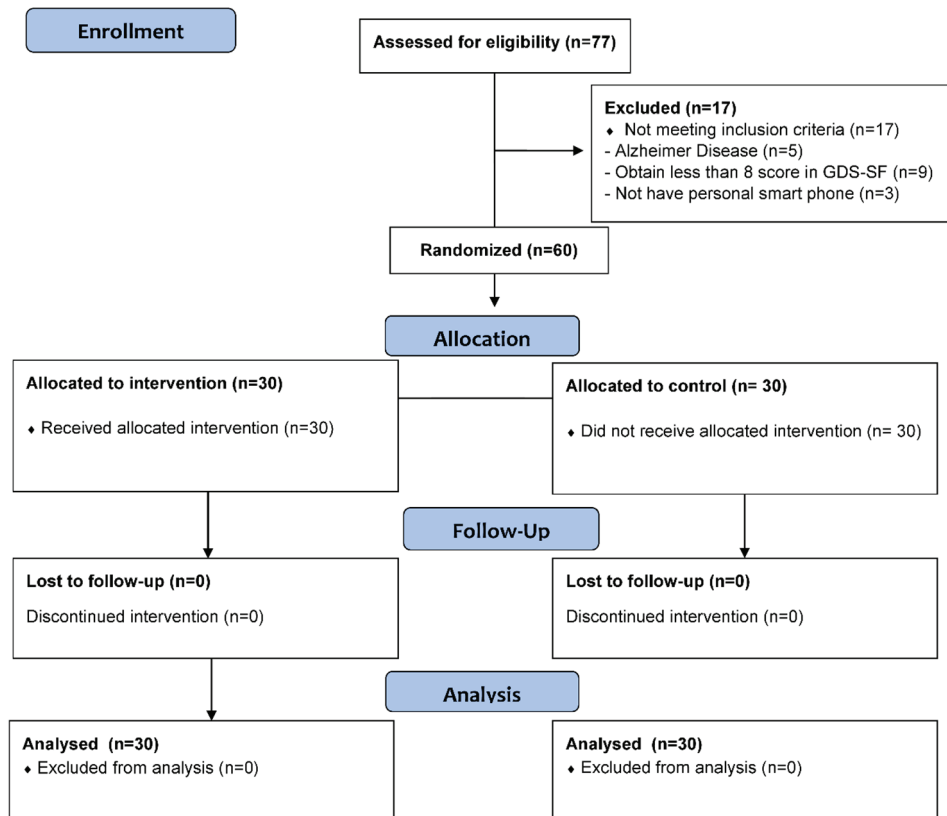 Enrollment
Assessed for eligibility (n=77)
Excluded (n=17)
♦ Not meeting inclusion criteria (n=17)
- Alzheimer Disease (n=5)
- Obtain less than 8 score in GDS-SF (n=9)
- Not have personal smart phone (n=3)
Randomized (n=60)
Allocation
Allocated to intervention (n=30)
♦ Received allocated intervention (n=30)
Allocated to control (n= 30)
♦ Did not receive allocated intervention (n= 30)
Follow-Up
Lost to follow-up (n=0)
Discontinued intervention (n=0)
Lost to follow-up (n=0)
Discontinued intervention (n=0)
Analysis
Analysed (n=30)
♦ Excluded from analysis (n=0)
Analysed (n=30)
♦ Excluded from analysis (n=0)